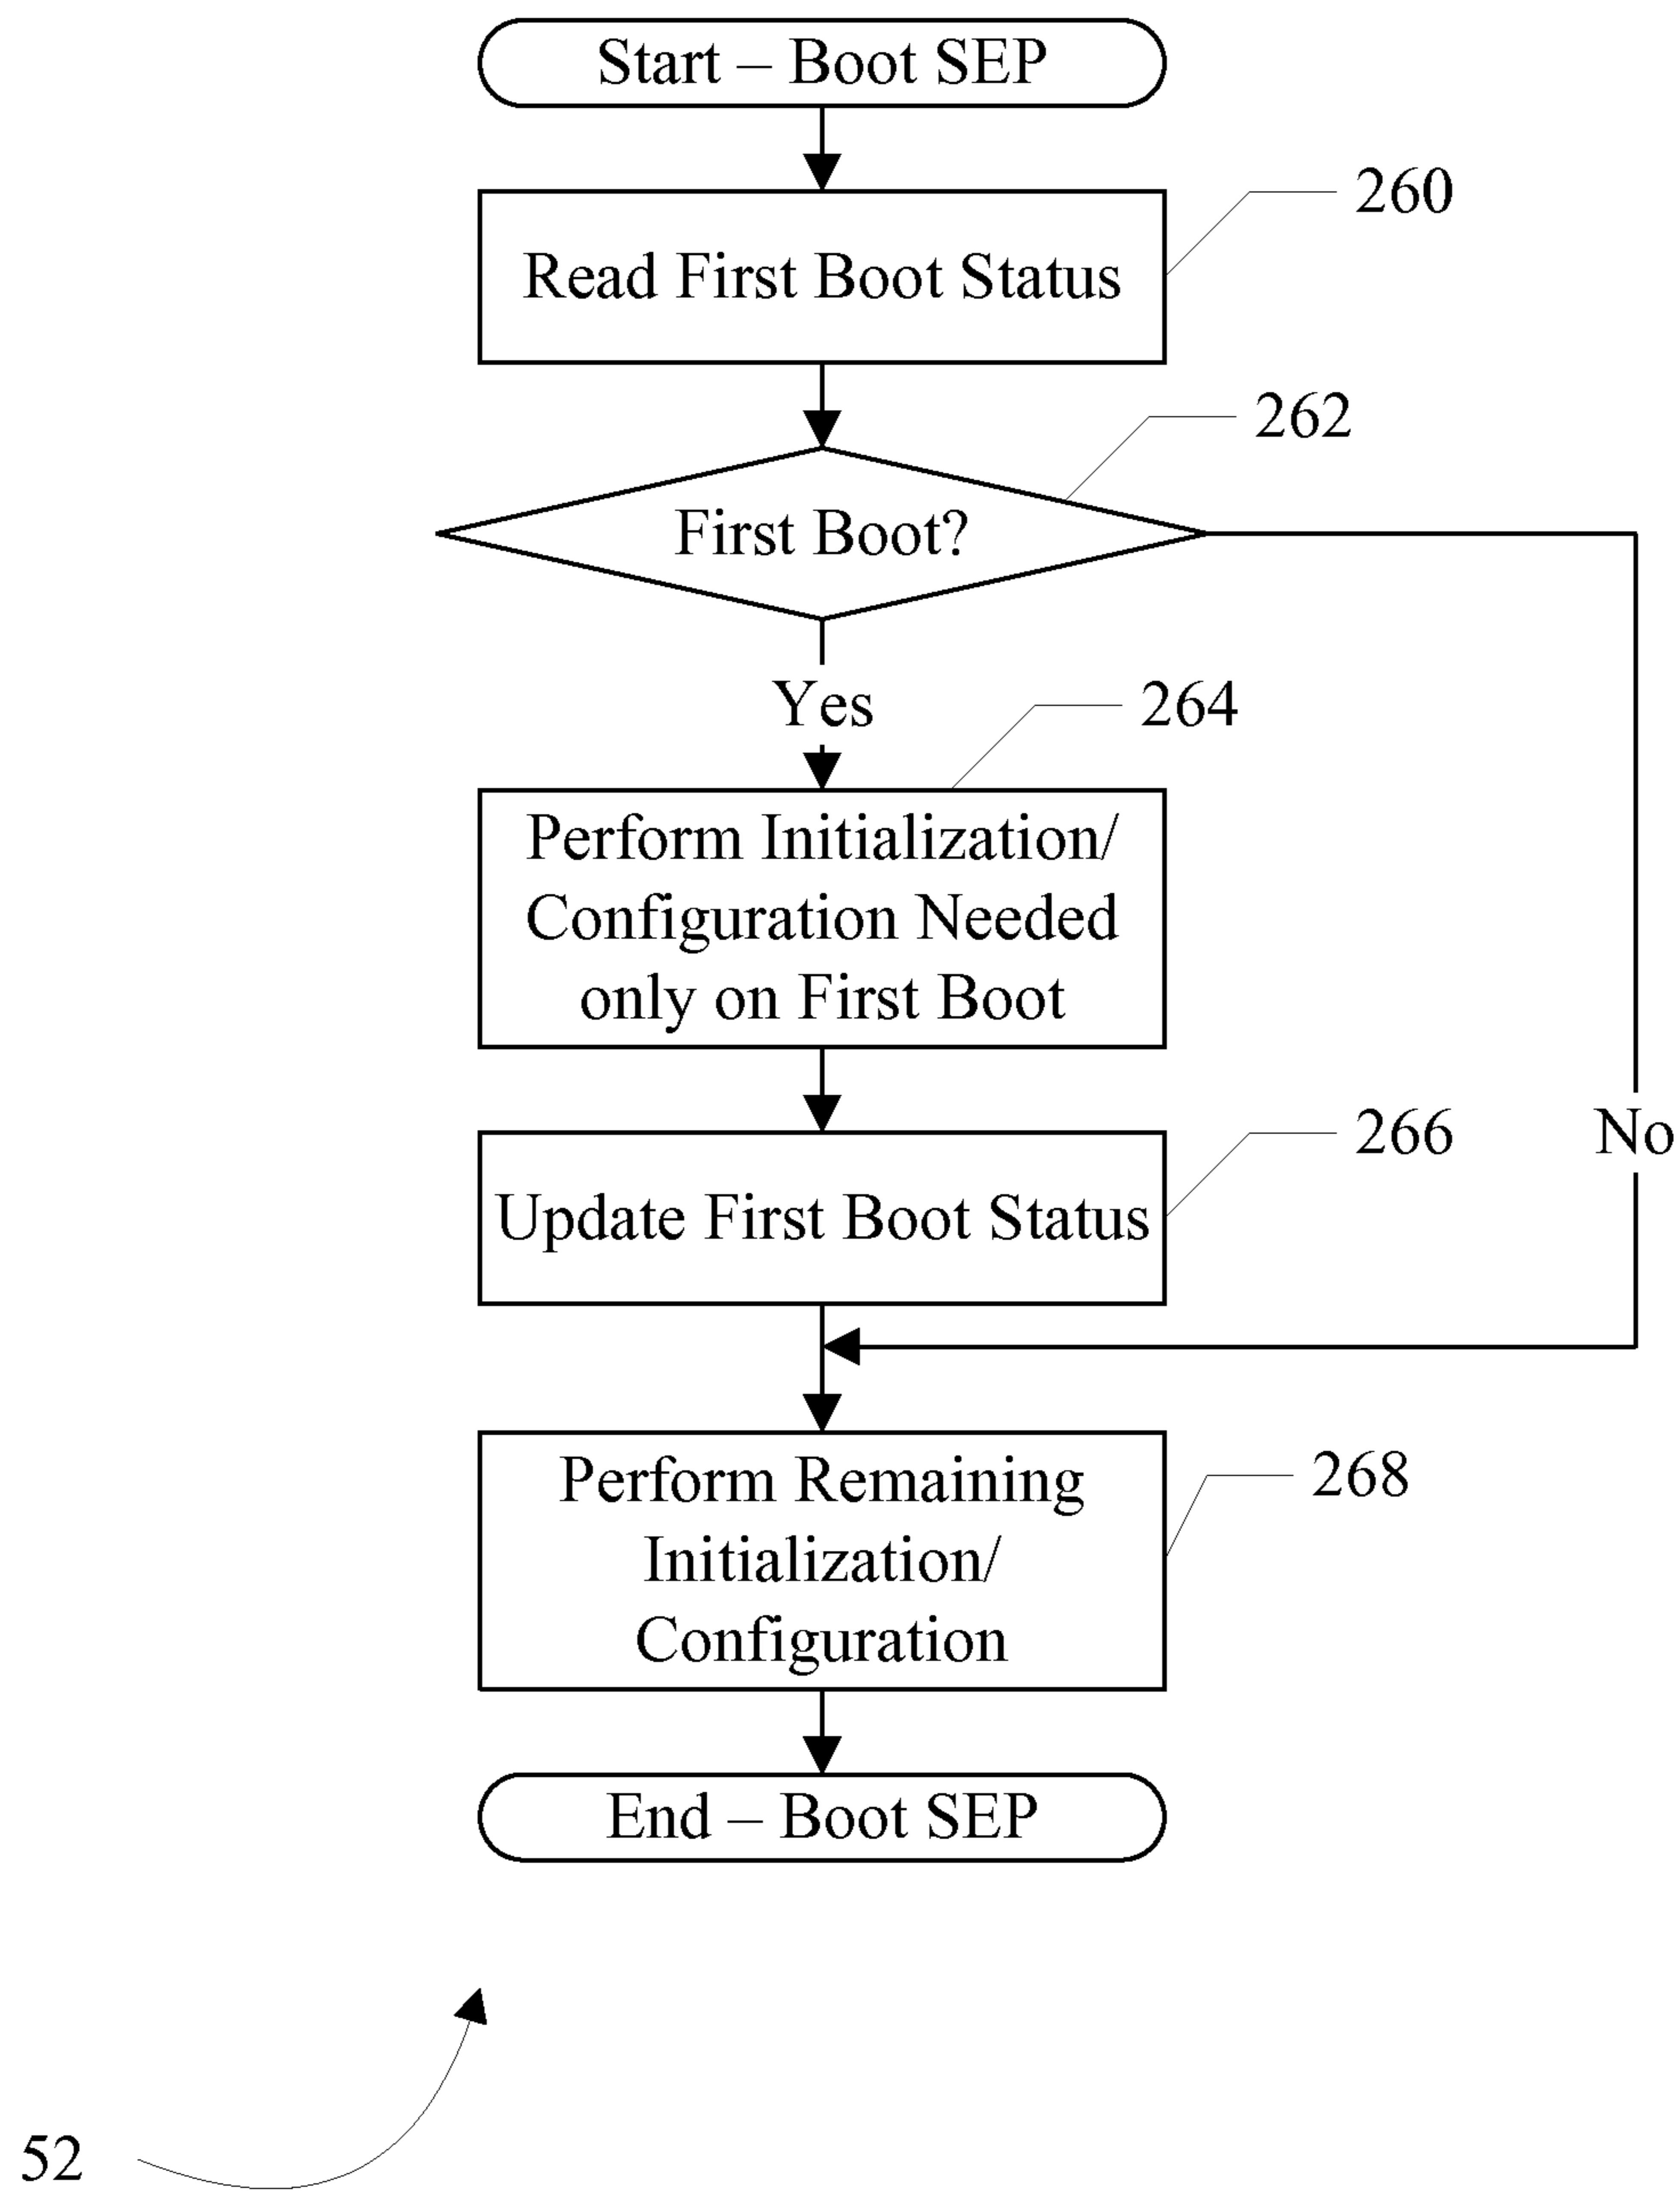 Start – Boot SEP
260
Read First Boot Status
262
First Boot?
Yes
264
Perform Initialization/
Configuration Needed
only on First Boot
266
No
Update First Boot Status
268
Perform Remaining
Initialization/
Configuration
End – Boot SEP
52